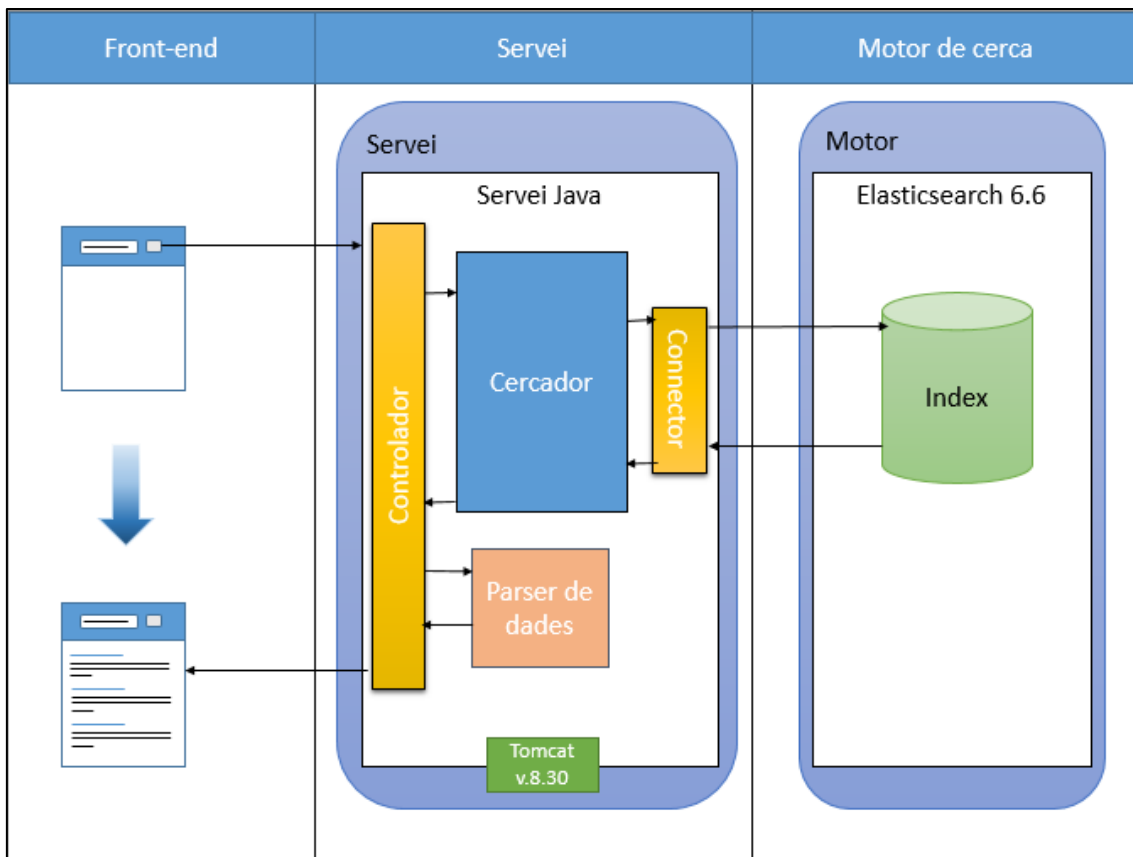 Front-end
Servei
Motor de cerca
Servei
Servei Java
Controlador
Cercador
Connector
Parser de
dades
Tomcat
v.8.30
Motor
Elasticsearch 6.6
Index